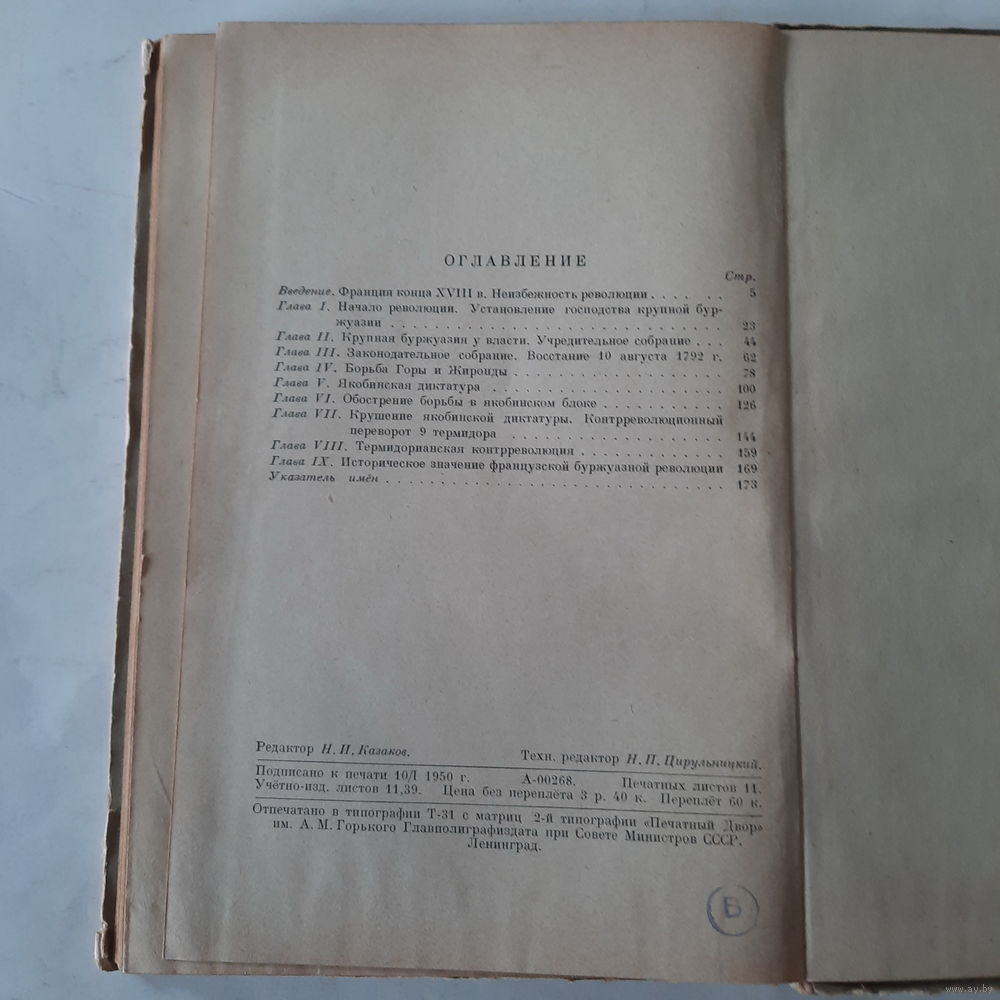 ОГЛАВЛЕНИЕ
Стр.
Введение. Франция конца XVIII в. Неизбежность революции . . . . . . 5
Глава I. Начало революции. Установление господства крупной бур-
жуазии . . . . . . . . . . . . . . . . . . . . . . . . . . 23
Глава II. Крупная буржуазия у власти. Учредительное собрание . . . 44
Глава III. Законодательное собрание. Восстание 10 августа 1792 г. 62
Глава IV. Борьба Горы и Жиронды . . . . . . . . . . . . . . . . 78
Глава V. Якобинская диктатура . . . . . . . . . . . . . . . . . . 100
Глава VI. Обострение борьбы в якобинском блоке . . . . . . . . . 126
Глава VII. Крушение якобинской диктатуры. Контрреволюционный
переворот 9 термидора . . . . . . . . . . . . . . . . . 144
Глава VIII. Термидорианская контрреволюция . . . . . . . . . . . 159
Глава IX. Историческое значение французской буржуазной революции 169
Указатель имён . . . . . . . . . . . . . . . . . . . . . . . . . . 173
Редактор Н. И. Казаков. Техн. редактор Н. П. Цирульницкий.
Подписано к печати 10/I 1950 г. А-00268. Печатных листов 11.
Учётно-изд. листов 11,39. Цена без переплёта 3 р. 40 к. Переплёт 60 к.
Отпечатано в типографии Т-31 с матриц 2-й типографии «Печатный Двор»
им. А. М. Горького Главполиграфиздата при Совете Министров СССР.
Ленинград.
В
www.ay.by